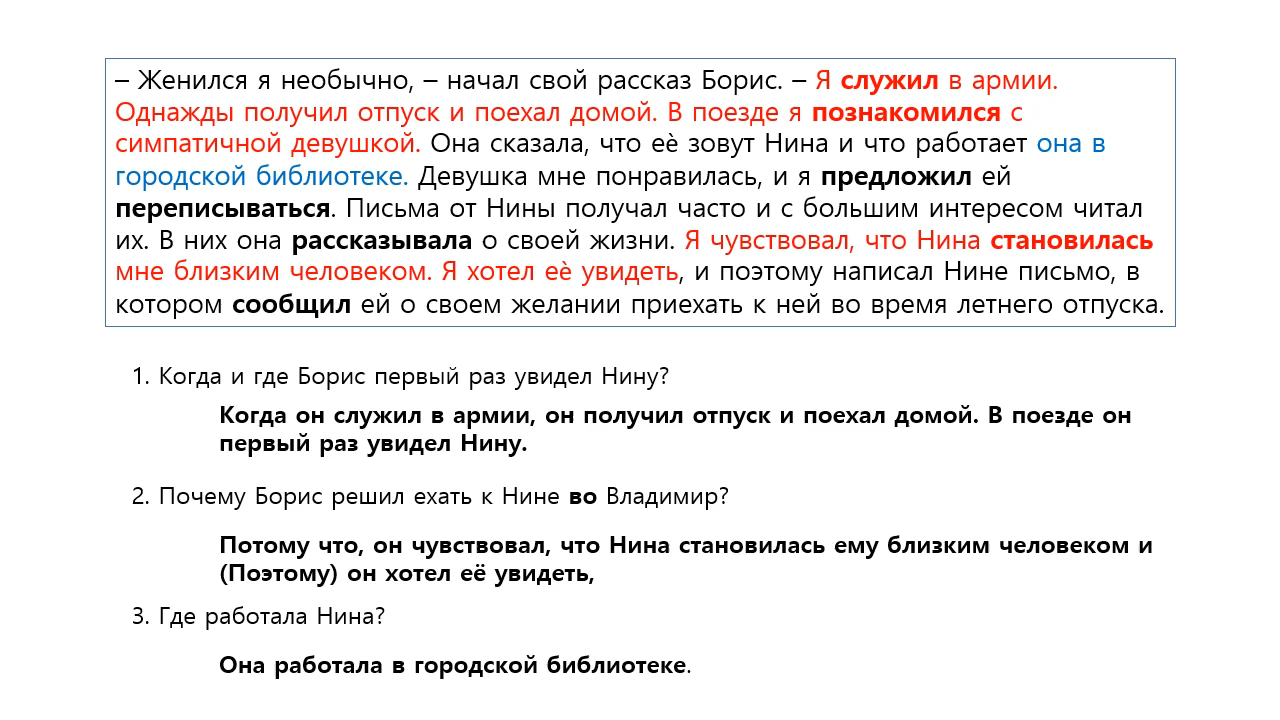 – Женился я необычно, – начал свой рассказ Борис. – Я служил в армии.
Однажды получил отпуск и поехал домой. В поезде я познакомился с
симпатичной девушкой. Она сказала, что еѐ зовут Нина и что работает она в
городской библиотеке. Девушка мне понравилась, и я предложил ей
переписываться. Письма от Нины получал часто и с большим интересом читал
их. В них она рассказывала о своей жизни. Я чувствовал, что Нина становилась
мне близким человеком. Я хотел еѐ увидеть, и поэтому написал Нине письмо, в
котором сообщил ей о своем желании приехать к ней во время летнего отпуска.
1. Когда и где Борис первый раз увидел Нину?
Когда он служил в армии, он получил отпуск и поехал домой. В поезде он
первый раз увидел Нину.
2. Почему Борис решил ехать к Нине во Владимир?
Потому что, он чувствовал, что Нина становилась ему близким человеком и
(Поэтому) он хотел её увидеть,
3. Где работала Нина?
Она работала в городской библиотеке.